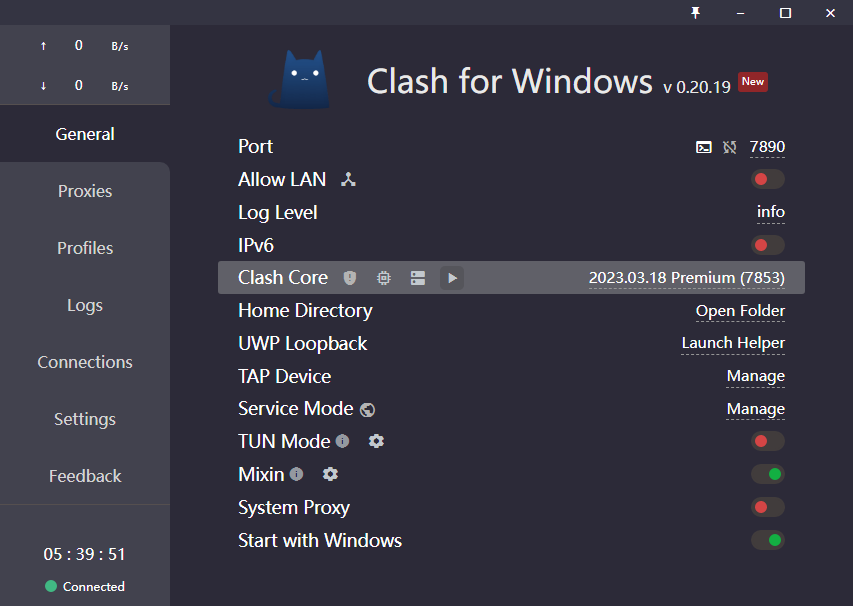 ↑ 0 B/s
↓ 0 B/s
General
Proxies
Profiles
Logs
Connections
Settings
Feedback
05 : 39 : 51
Connected
Clash for Windows v 0.20.19 New
Port 7890
Allow LAN
Log Level info
IPv6
Clash Core 2023.03.18 Premium (7853)
Home Directory Open Folder
UWP Loopback Launch Helper
TAP Device Manage
Service Mode Manage
TUN Mode
Mixin
System Proxy
Start with Windows